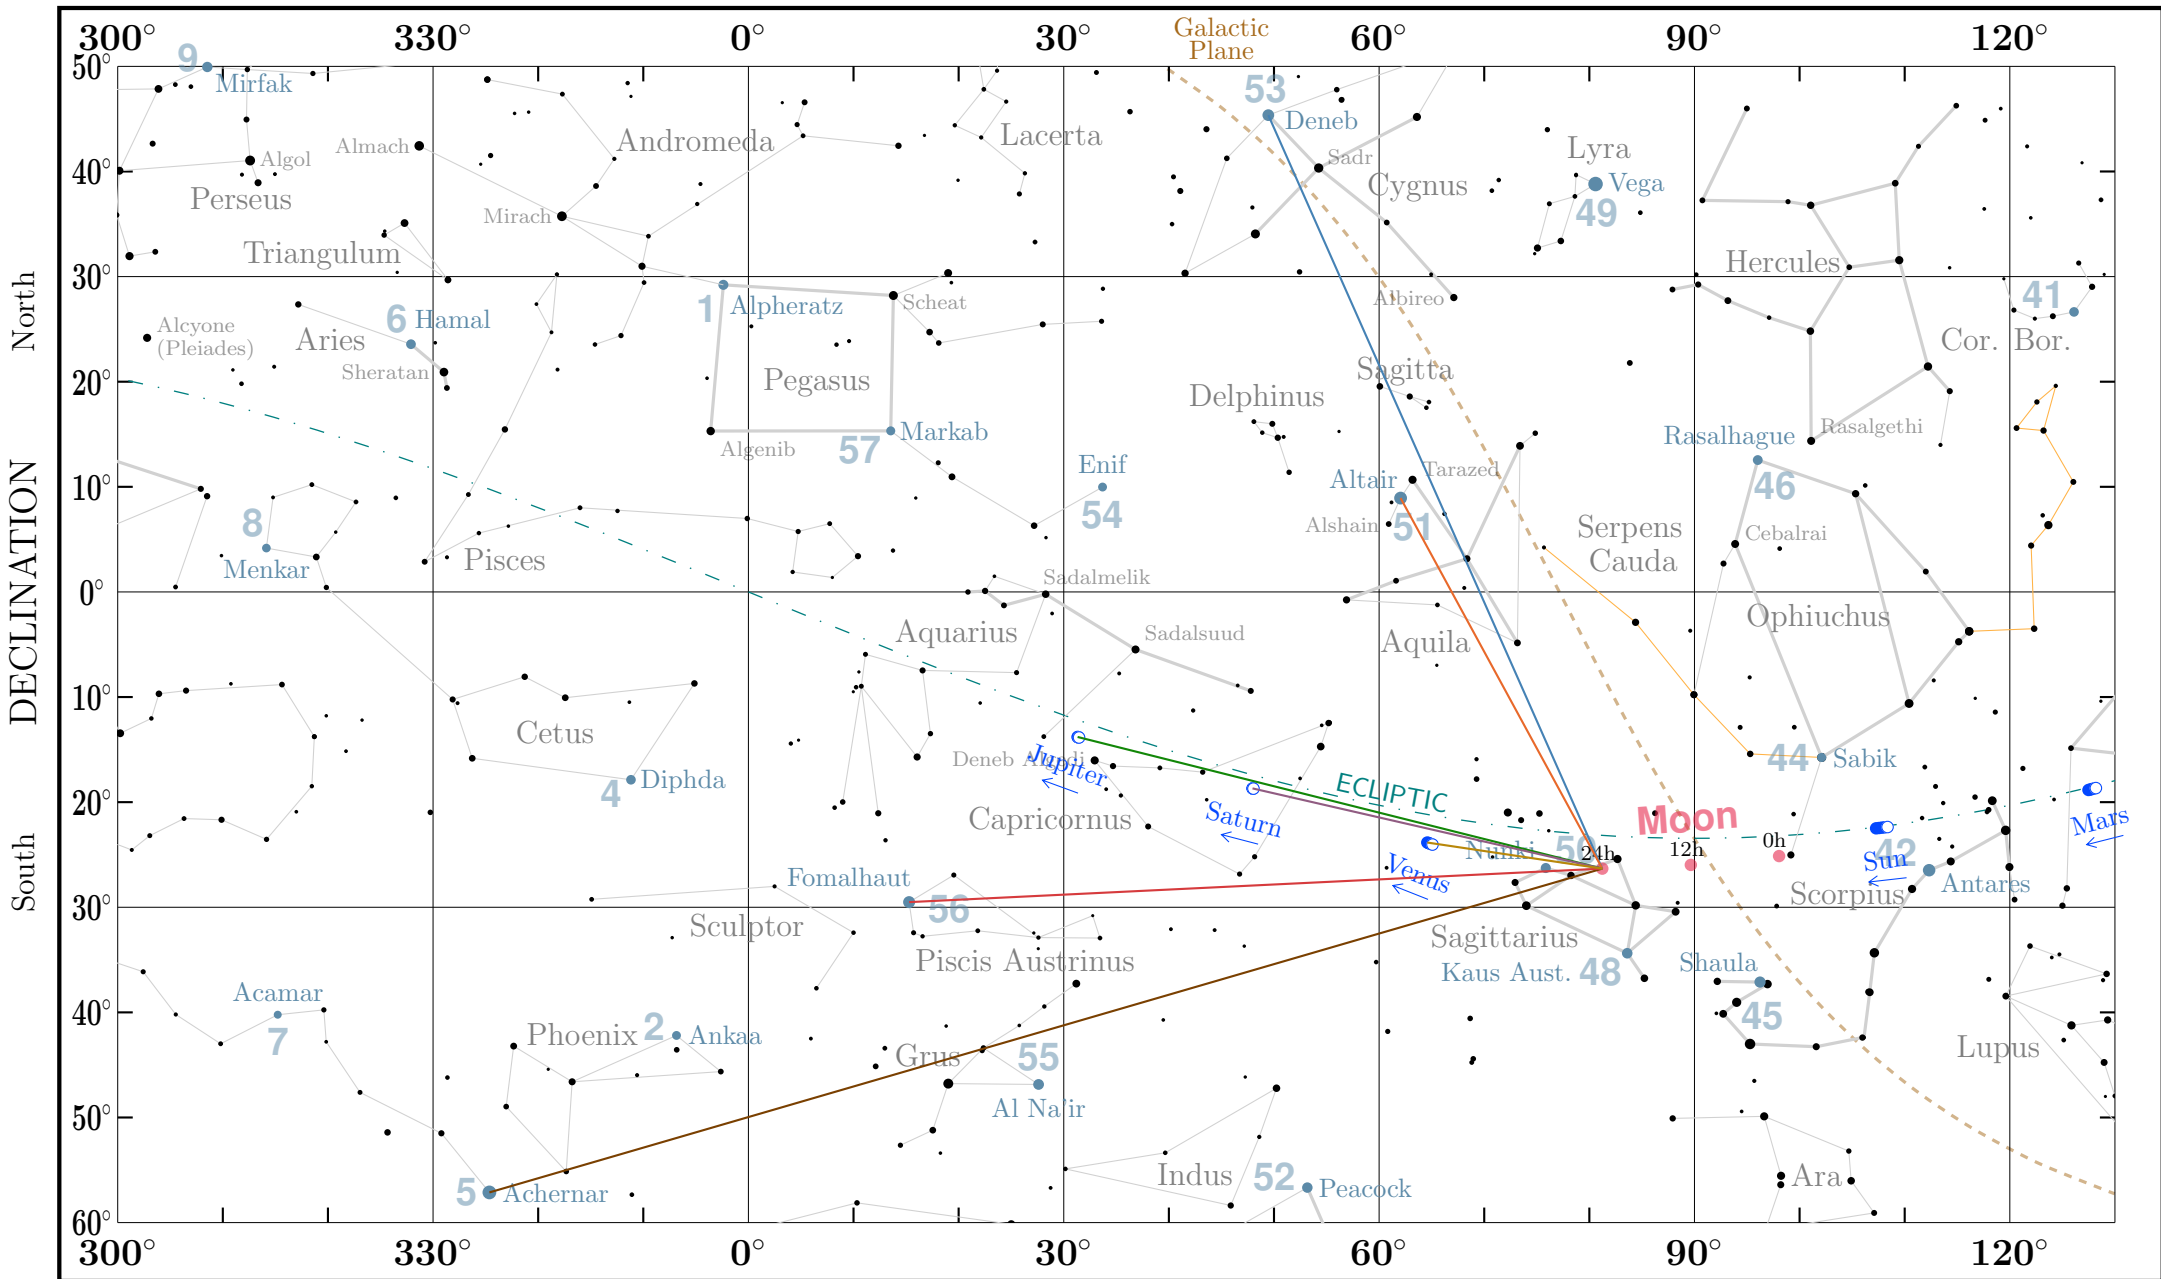 Galactic
Plane
300° 330° 0° 30° 60° 90° 120°
50°
40°
30°
20°
10°
0°
10°
20°
30°
40°
50°
60°
North
DECLINATION
South
9
Mirfak
53
Deneb
Almach
Andromeda
Lacerta
Algol
Perseus
Sadr
Cygnus
Lyra
Vega
49
Mirach
Triangulum
Hercules
1
Alpheratz
Scheat
Albireo
41
6 Hamal
Alcyone
(Pleiades)
Aries
Sheratan
Cor. Bor.
Pegasus
Sagitta
Delphinus
Algenib
Markab
57
Rasalhague
Rasalgethi
46
Enif
54
Altair
Tarazed
Alshain
51
8
Menkar
Pisces
Serpens
Cauda
Cebalrai
Sadalmelik
Aquarius
Sadalsuud
Aquila
Ophiuchus
Cetus
Diphda
4
Deneb Algedi
Jupiter
Capricornus
Saturn
ECLIPTIC
44
Sabik
Moon
Mars
Nunki
50
24h
12h
0h
Venus
Sun
42
Antares
Scorpius
Fomalhaut
56
Sculptor
Piscis Austrinus
Sagittarius
Kaus Aust.
48
Shaula
45
Acamar
7
Phoenix
2
Ankaa
Grus
55
Al Na'ir
Lupus
Indus
52
Peacock
Ara
5
Achernar
300° 330° 0° 30° 60° 90° 120°